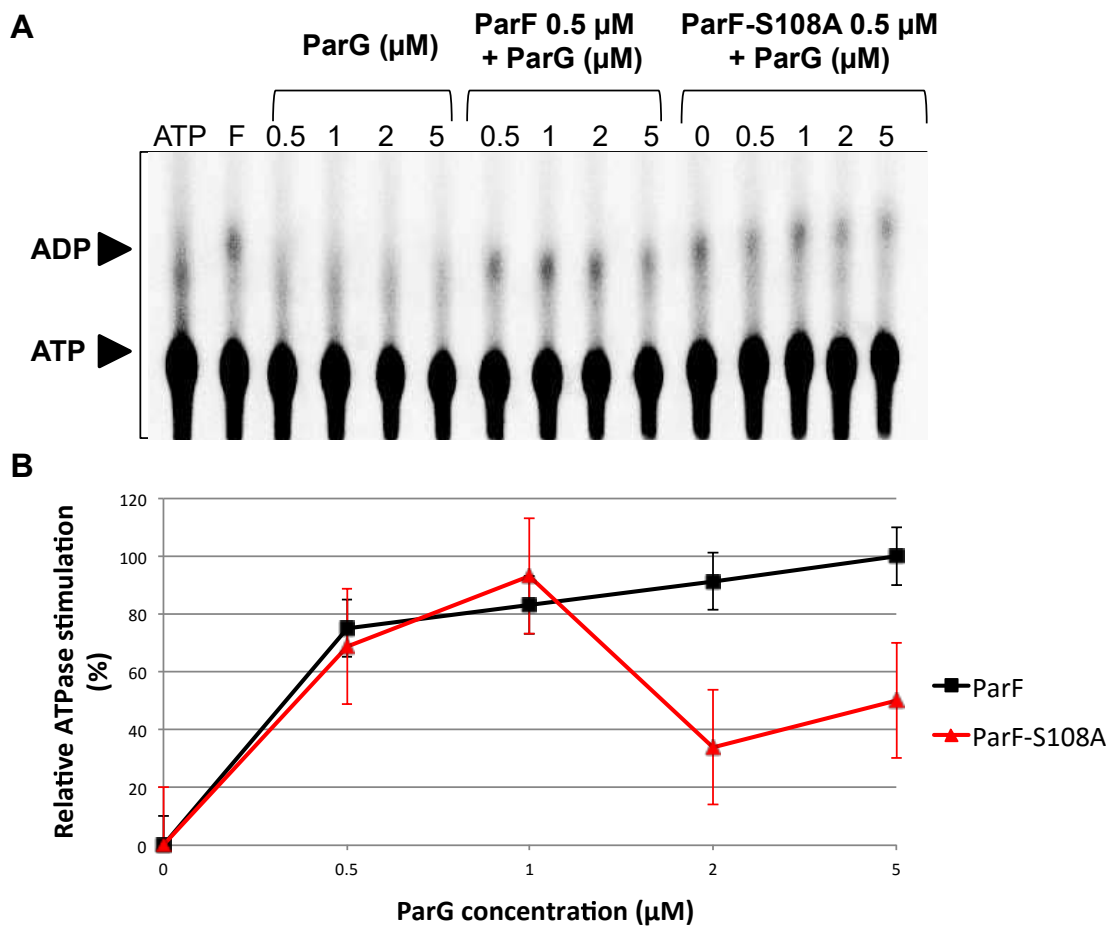 A
ParG (μM)
ParF 0.5 μM
+ ParG (μM)
ParF-S108A 0.5 μM
+ ParG (μM)
ATP F 0.5 1 2 5 0.5 1 2 5 0 0.5 1 2 5
ADP
ATP
B
Relative ATPase stimulation
(%)
120
100
80
60
40
20
0
0 0.5 1 2 5
ParG concentration (μM)
ParF
ParF-S108A